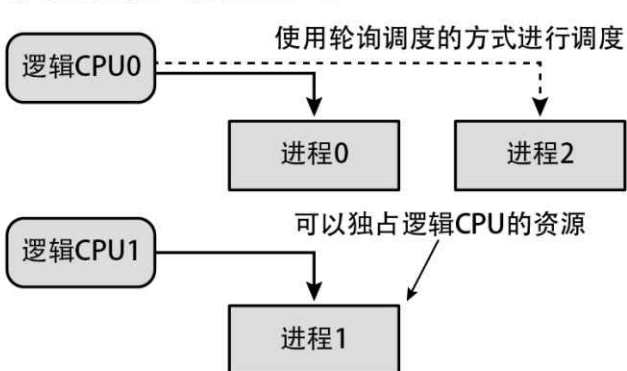 使用轮询调度的方式进行调度
逻辑CPU0
进程0
进程2
可以独占逻辑CPU的资源
逻辑CPU1
进程1